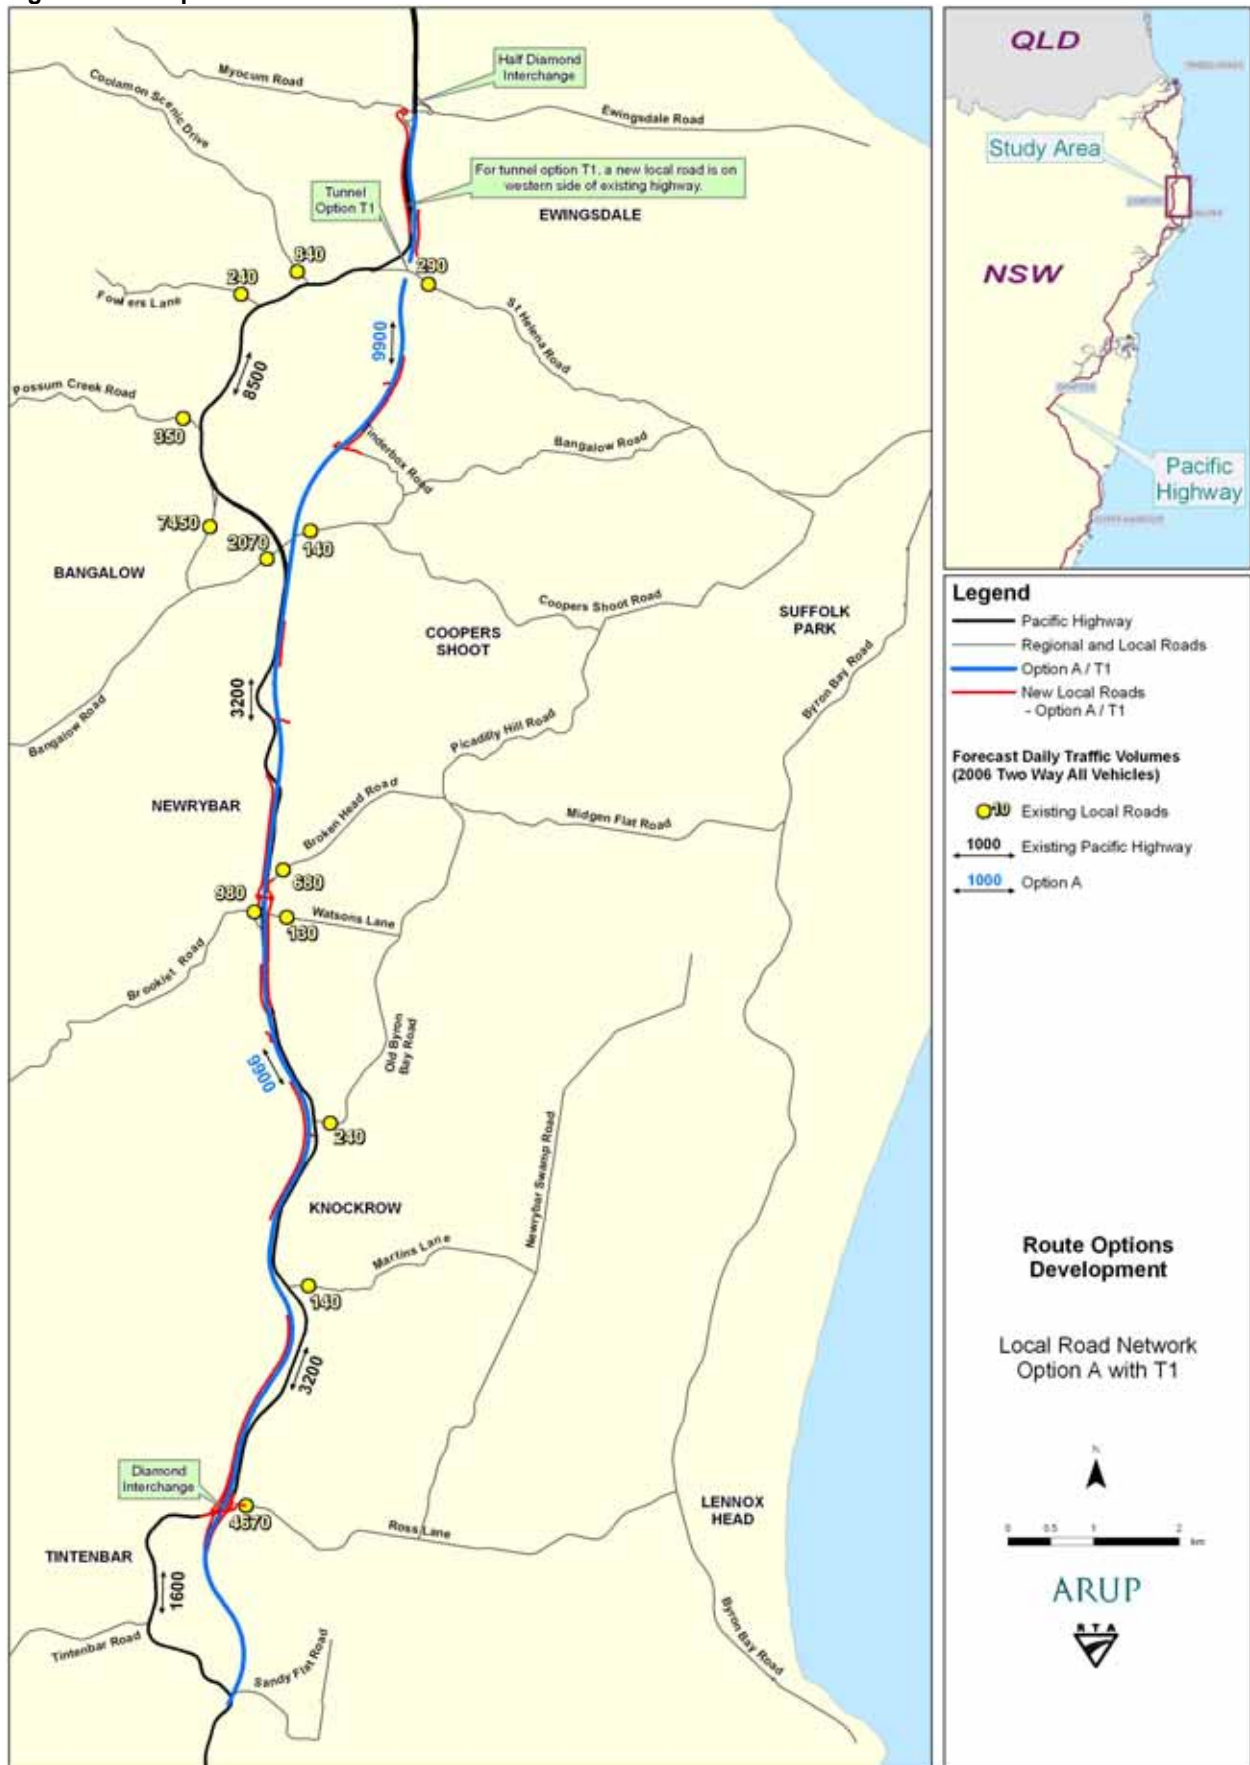 Half Diamond
Interchange
Myocum Road
Coolamon Scenic Drive
Ewingsdale Road
For tunnel option T1, a new local road is on
western side of existing highway.
Tunnel
Option T1
EWINGSDALE
840
290
240
Fowlers Lane
St Helena Road
9900
8500
Possum Creek Road
350
Tinderbox Road
Bangalow Road
7450
2070
140
BANGALOW
Coopers Shoot Road
COOPERS
SHOOT
SUFFOLK
PARK
3200
Byron Bay Road
Bangalow Road
Picadilly Hill Road
NEWRYBAR
Broken Head Road
Midgen Flat Road
680
980
130
Watsons Lane
Old Byron
Bay Road
9900
240
Newrybar Swamp Road
KNOCKROW
Martins Lane
140
3200
Diamond
Interchange
4670
Ross Lane
LENNOX
HEAD
TINTENBAR
1600
Tintenbar Road
Sandy Flat Road
Byron Bay Road
QLD
Study Area
NSW
Pacific
Highway
Legend
Pacific Highway
Regional and Local Roads
Option A / T1
New Local Roads
- Option A / T1
Forecast Daily Traffic Volumes
(2006 Two Way All Vehicles)
10 Existing Local Roads
1000 Existing Pacific Highway
1000 Option A
Route Options
Development
Local Road Network
Option A with T1
N
0 0.5 1 2
km
ARUP
RTA